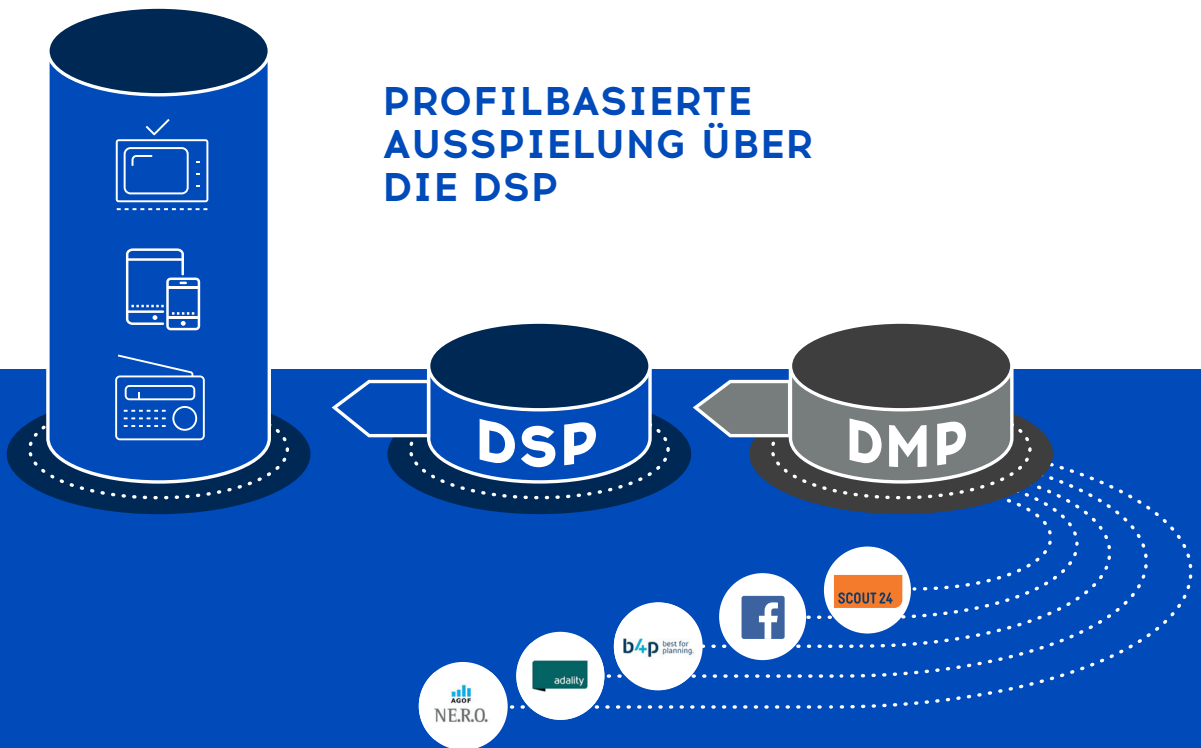 PROFILBASIERTE
AUSSPIELUNG ÜBER
DIE DSP
DSP
DMP
SCOUT 24
f
b4p best for
planning.
adality
AGOF
NE.R.O.